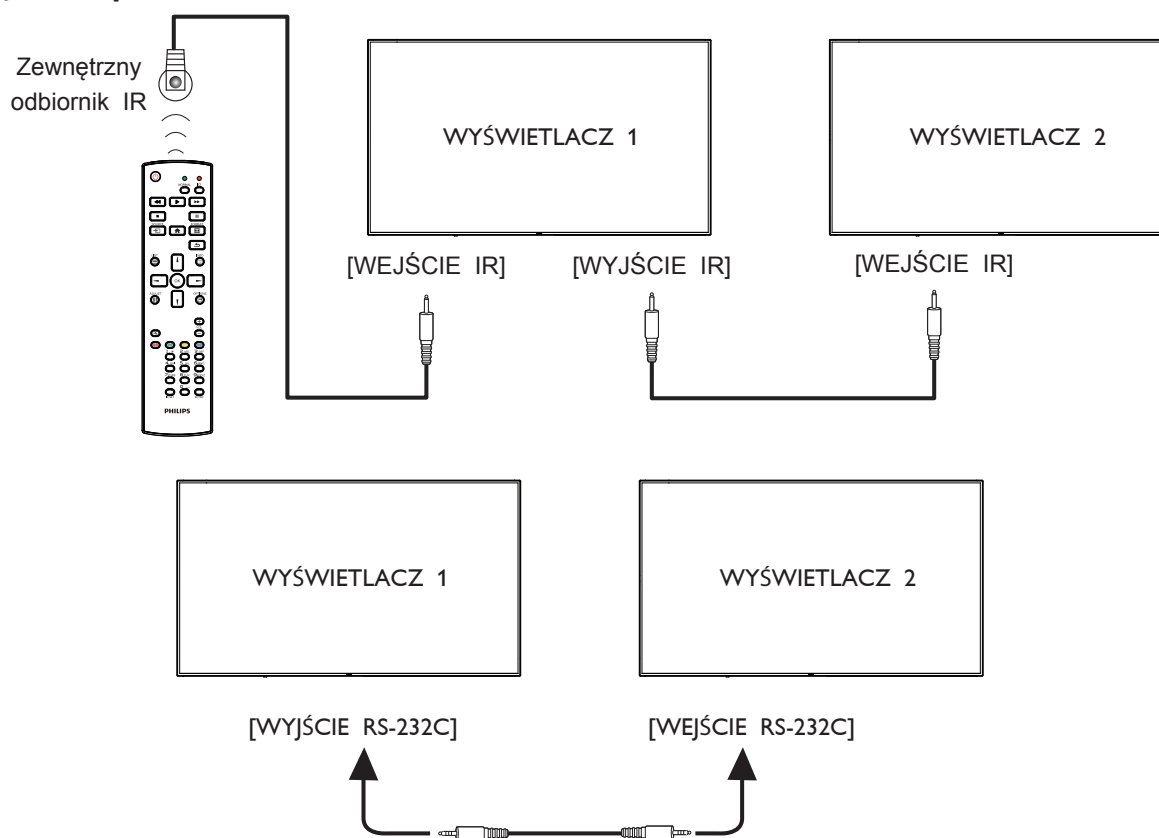 Zewnętrzny
odbiornik IR
WYŚWIETLACZ 1
WYŚWIETLACZ 2
[WEJŚCIE IR]
[WYJŚCIE IR]
[WEJŚCIE IR]
PHILIPS
WYŚWIETLACZ 1
WYŚWIETLACZ 2
[WYJŚCIE RS-232C]
[WEJŚCIE RS-232C]